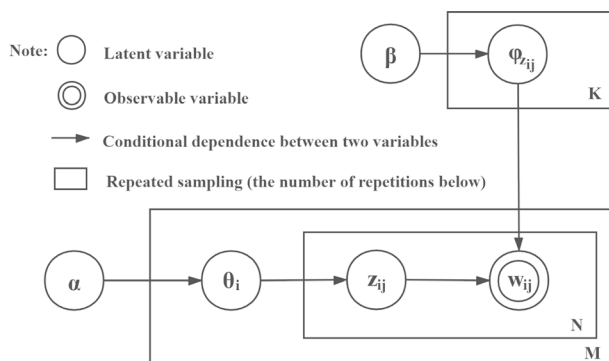 Note:
Latent variable
Observable variable
Conditional dependence between two variables
Repeated sampling (the number of repetitions below)
β
φzij
K
α
θi
zij
wij
N
M